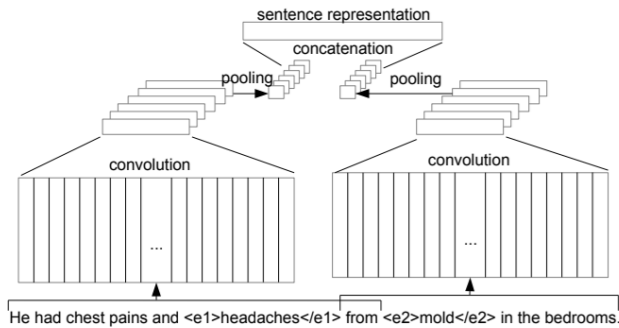 sentence representation
concatenation
pooling
pooling
convolution
convolution
...
...
He had chest pains and <e1>headaches</e1> from <e2>mold</e2> in the bedrooms.